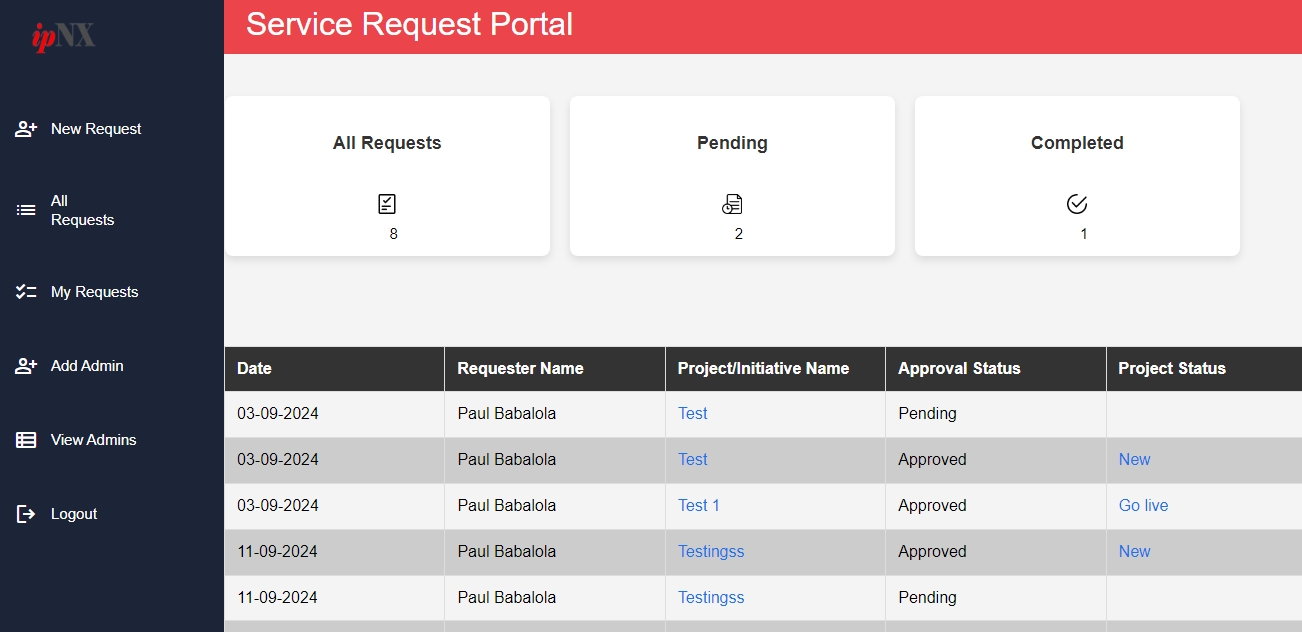 ipNX
Service Request Portal
New Request
All
Requests
My Requests
Add Admin
View Admins
Logout
All Requests
8
Pending
2
Completed
1
Date Requester Name Project/Initiative Name Approval Status Project Status
03-09-2024 Paul Babalola Test Pending
03-09-2024 Paul Babalola Test Approved New
03-09-2024 Paul Babalola Test 1 Approved Go live
11-09-2024 Paul Babalola Testingss Approved New
11-09-2024 Paul Babalola Testingss Pending